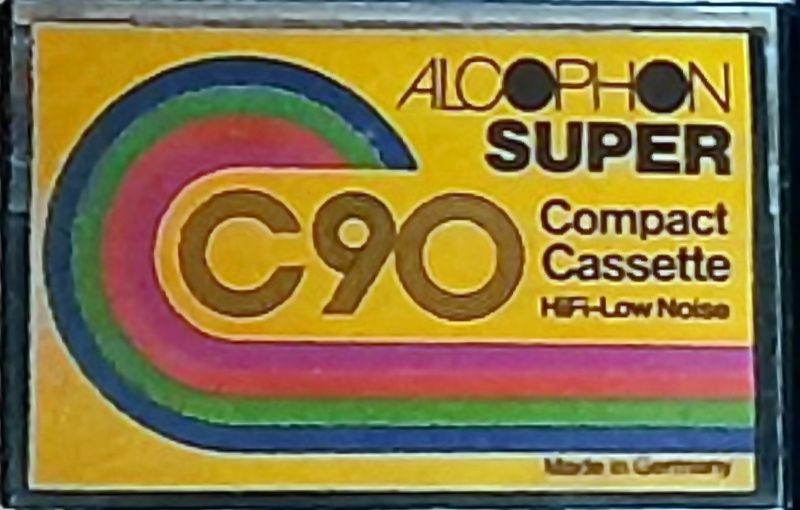 ALCOPHON
SUPER
C90
Compact
Cassette
HiFi-Low Noise
Made in Germany